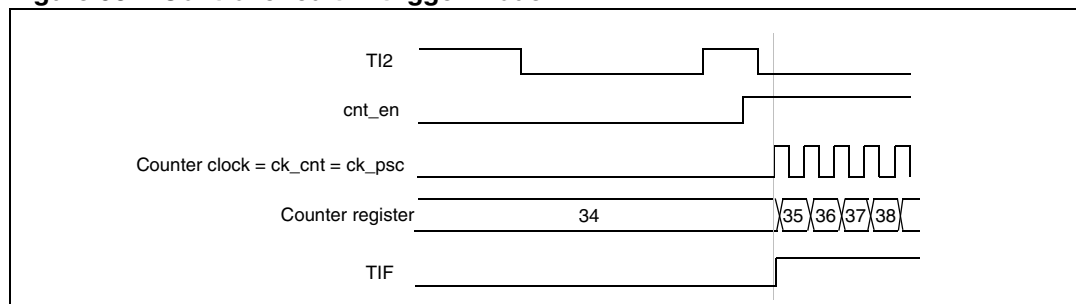 TI2
cnt_en
Counter clock = ck_cnt = ck_psc
Counter register 34 35 36 37 38
TIF